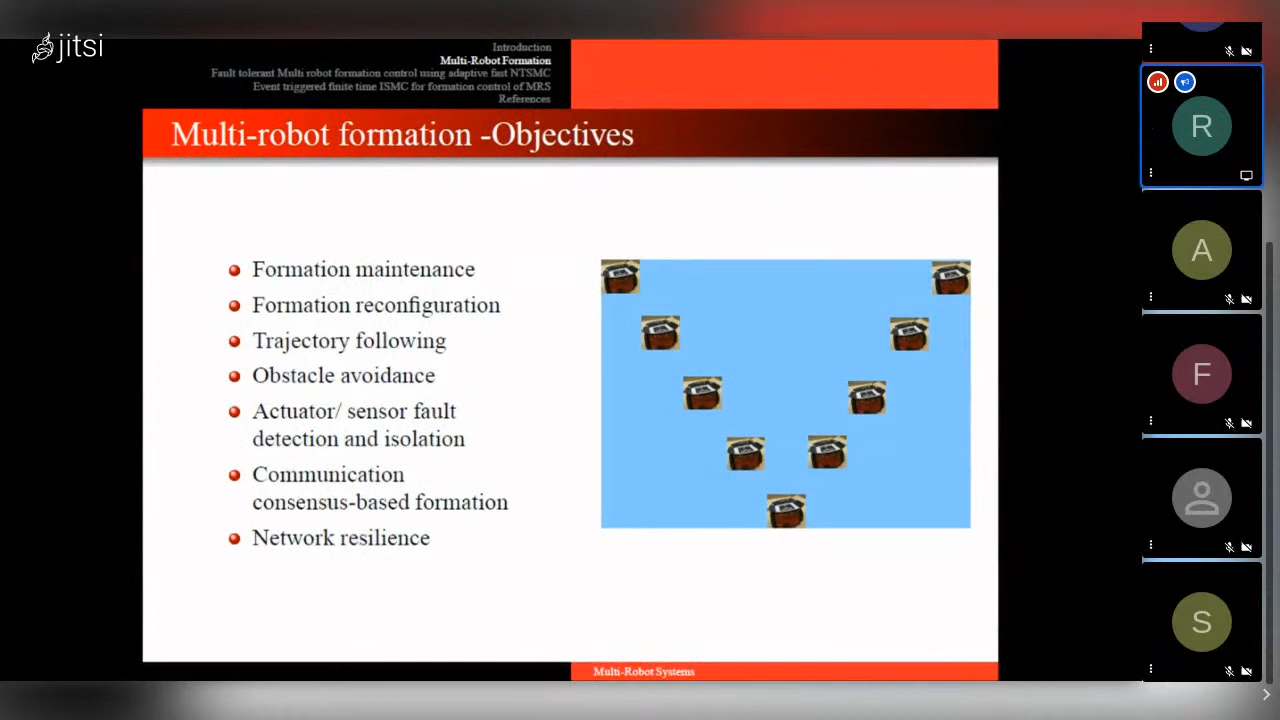 jitsi
Introduction
Multi-Robot Formation
Fault tolerant Multi robot formation control using adaptive fast NTSMC
Event triggered finite time ISMC for formation control of MRS
References
Multi-robot formation -Objectives
Formation maintenance
Formation reconfiguration
Trajectory following
Obstacle avoidance
Actuator/ sensor fault
detection and isolation
Communication
consensus-based formation
Network resilience
Multi-Robot Systems
R
A
F
S